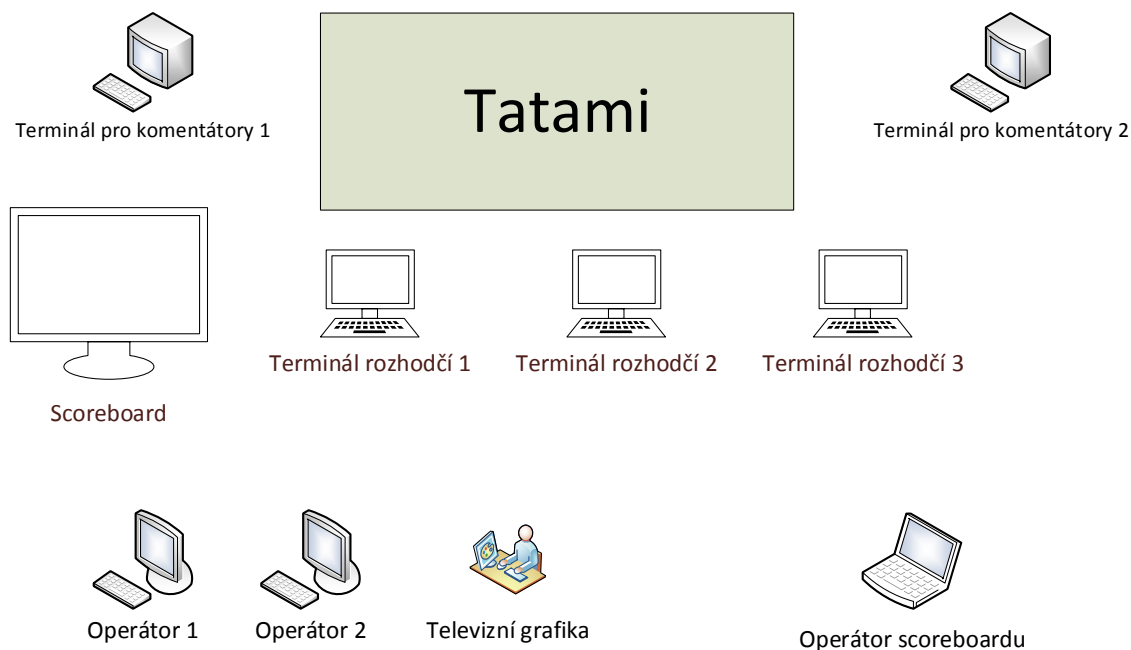 Tatami
Terminál pro komentátory 1
Terminál pro komentátory 2
Terminál rozhodčí 1
Terminál rozhodčí 2
Terminál rozhodčí 3
Scoreboard
Operátor 1
Operátor 2
Televizní grafika
Operátor scoreboardu